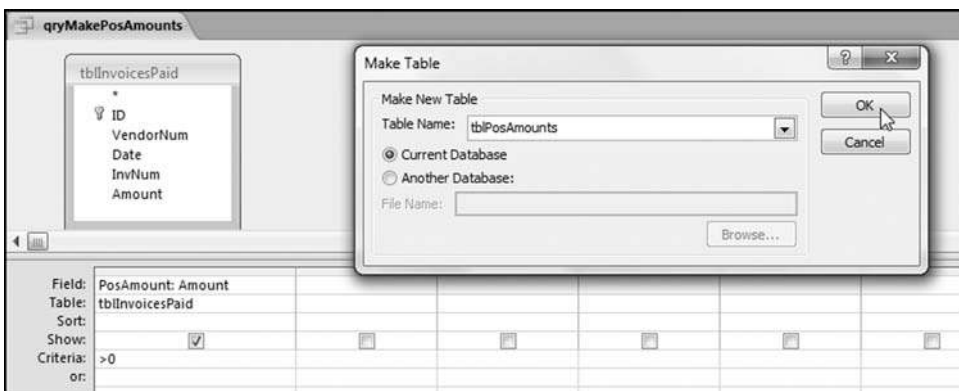 qryMakePosAmounts
tblInvoicesPaid
*
ID
VendorNum
Date
InvNum
Amount
Make Table
?
Make New Table
Table Name: tblPosAmounts
Current Database
Another Database:
File Name:
Browse...
OK
Cancel
Field: PosAmount: Amount
Table: tblInvoicesPaid
Sort:
Show:
Criteria: >0
or: